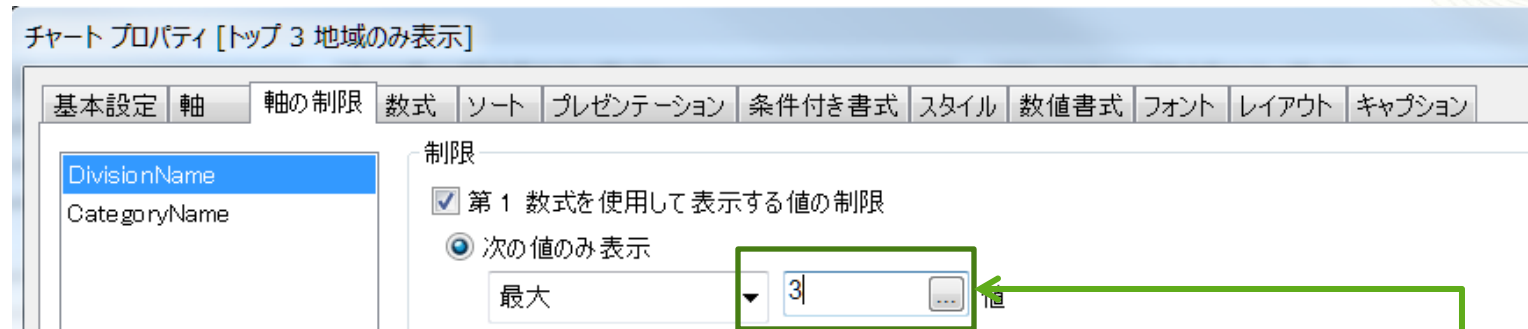 チャート プロパティ [トップ 3 地域のみ表示]
基本設定 軸 軸の制限 数式 ソート プレゼンテーション 条件付き書式 スタイル 数値書式 フォント レイアウト キャプション
制限
DivisionName
第 1 数式を使用して表示する値の制限
CategoryName
次の値のみ表示
最大 3 ... 値